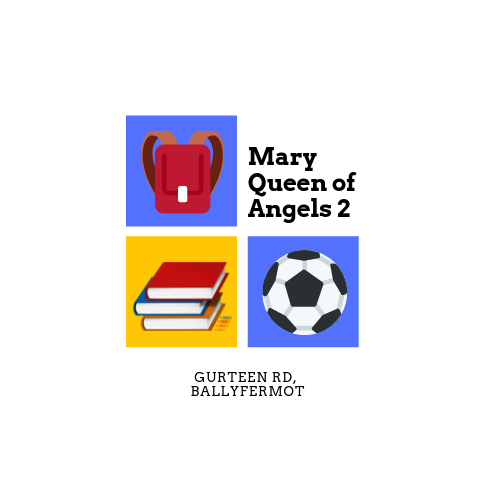 Mary
Queen of
Angels 2
GURTEEN RD,
BALLYFERMOT